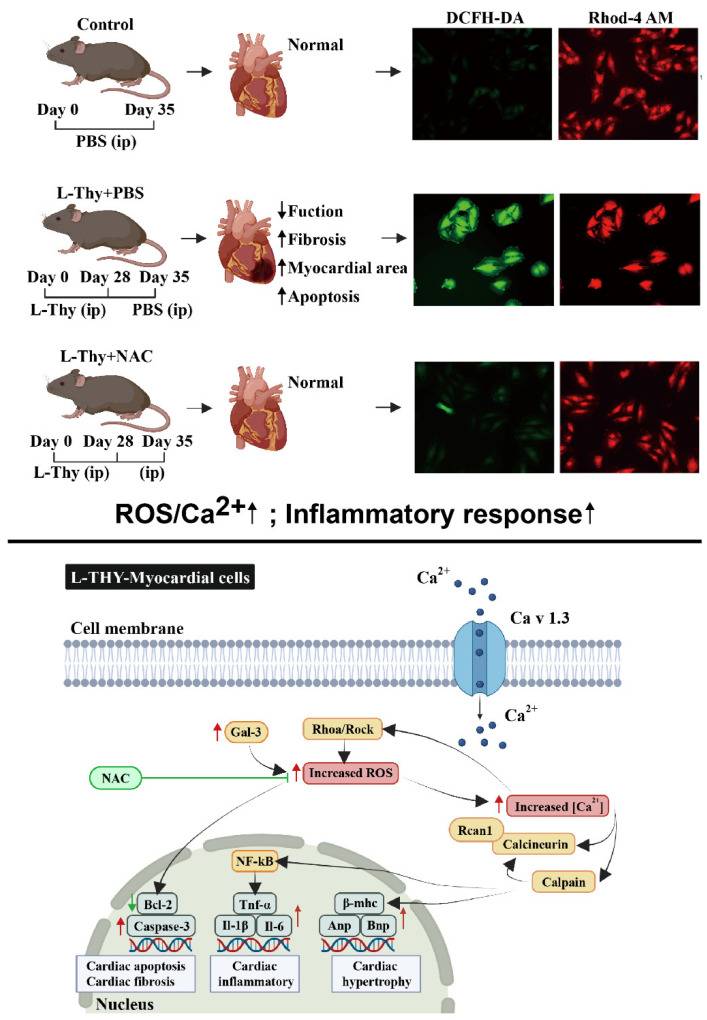 Control
Normal
DCFH-DA
Rhod-4 AM
Day 0
Day 35
PBS (ip)
L-Thy+PBS
↓Fuction
↑Fibrosis
↑Myocardial area
↑Apoptosis
Day 0
Day 28
Day 35
L-Thy (ip)
PBS (ip)
L-Thy+NAC
Normal
Day 0
Day 28
Day 35
L-Thy (ip)
(ip)
ROS/Ca2+↑ ; Inflammatory response↑
L-THY-Myocardial cells
Ca2+
Ca v 1.3
Cell membrane
Ca2+
Gal-3
Rhoa/Rock
NAC
Increased ROS
Increased [Ca2+]
Rcan1
Calcineurin
Calpain
NF-kB
Bcl-2
Caspase-3
Tnf-α
Il-1β
Il-6
β-mhc
Anp
Bnp
Cardiac apoptosis
Cardiac fibrosis
Cardiac
inflammatory
Cardiac
hypertrophy
Nucleus